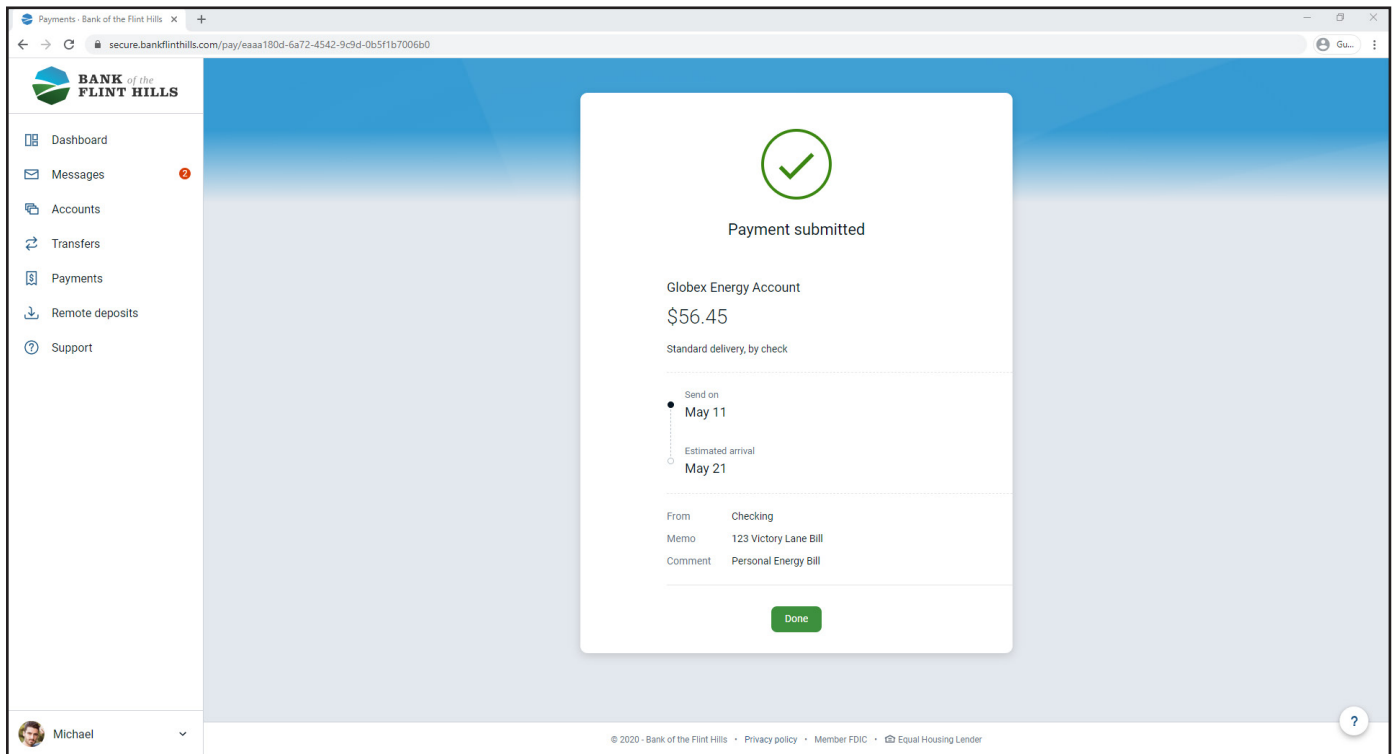 Payments · Bank of the Flint Hills
secure.bankflinthills.com/pay/eaaa180d-6a72-4542-9c9d-0b5f1b7006b0
Gu...
BANK of the
FLINT HILLS
Dashboard
Messages 2
Accounts
Transfers
Payments
Remote deposits
Support
Michael
Payment submitted
Globex Energy Account
$56.45
Standard delivery, by check
Send on
May 11
Estimated arrival
May 21
From Checking
Memo 123 Victory Lane Bill
Comment Personal Energy Bill
Done
?
© 2020 - Bank of the Flint Hills · Privacy policy · Member FDIC · Equal Housing Lender